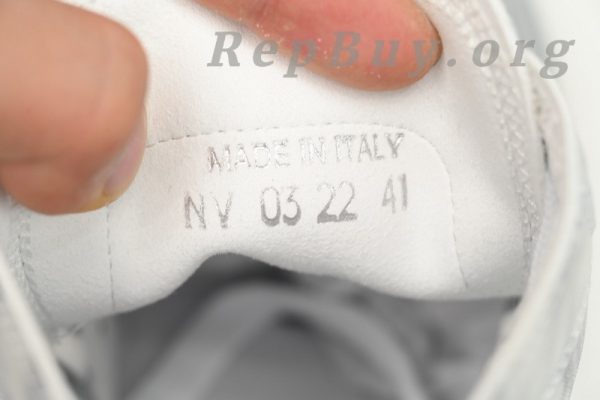 RepBuy.org
MADE IN ITALY
NV 03 22 41